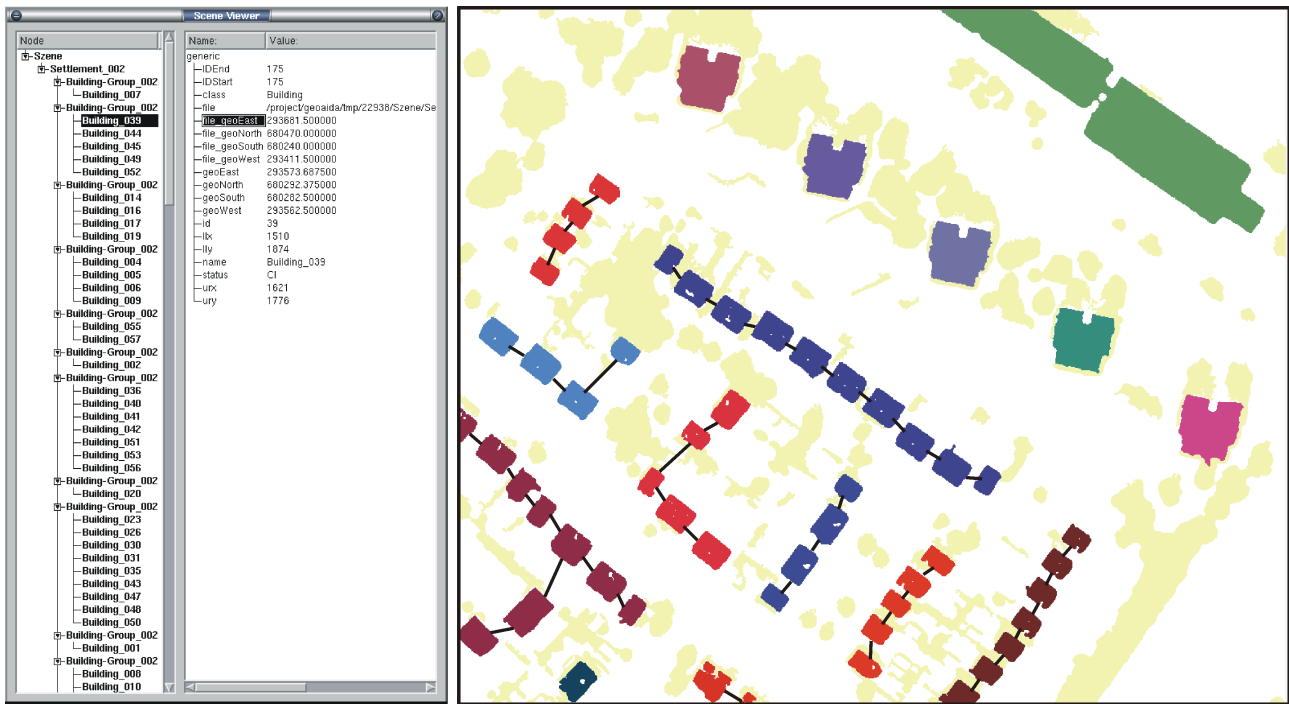 Scene Viewer
Node
Szene
Settlement_002
Building-Group_002
Building_007
Building-Group_002
Building_039
Building_044
Building_045
Building_049
Building_052
Building-Group_002
Building_014
Building_016
Building_017
Building_019
Building-Group_002
Building_004
Building_005
Building_006
Building_009
Building-Group_002
Building_055
Building_057
Building-Group_002
Building_002
Building-Group_002
Building_036
Building_040
Building_041
Building_042
Building_051
Building_053
Building_056
Building-Group_002
Building_020
Building-Group_002
Building_023
Building_026
Building_030
Building_031
Building_035
Building_043
Building_047
Building_048
Building_050
Building-Group_002
Building_001
Building-Group_002
Building_008
Building_010
Name: Value:
generic
IDEnd 175
IDStart 175
class Building
file /project/geoaida/tmp/22938/Szene/Se
file_geoEast 293681.500000
file_geoNorth 680470.000000
file_geoSouth 680240.000000
file_geoWest 293411.500000
geoEast 293573.687500
geoNorth 680292.375000
geoSouth 680282.500000
geoWest 293562.500000
id 39
llx 1510
lly 1874
name Building_039
status CI
urx 1621
ury 1776